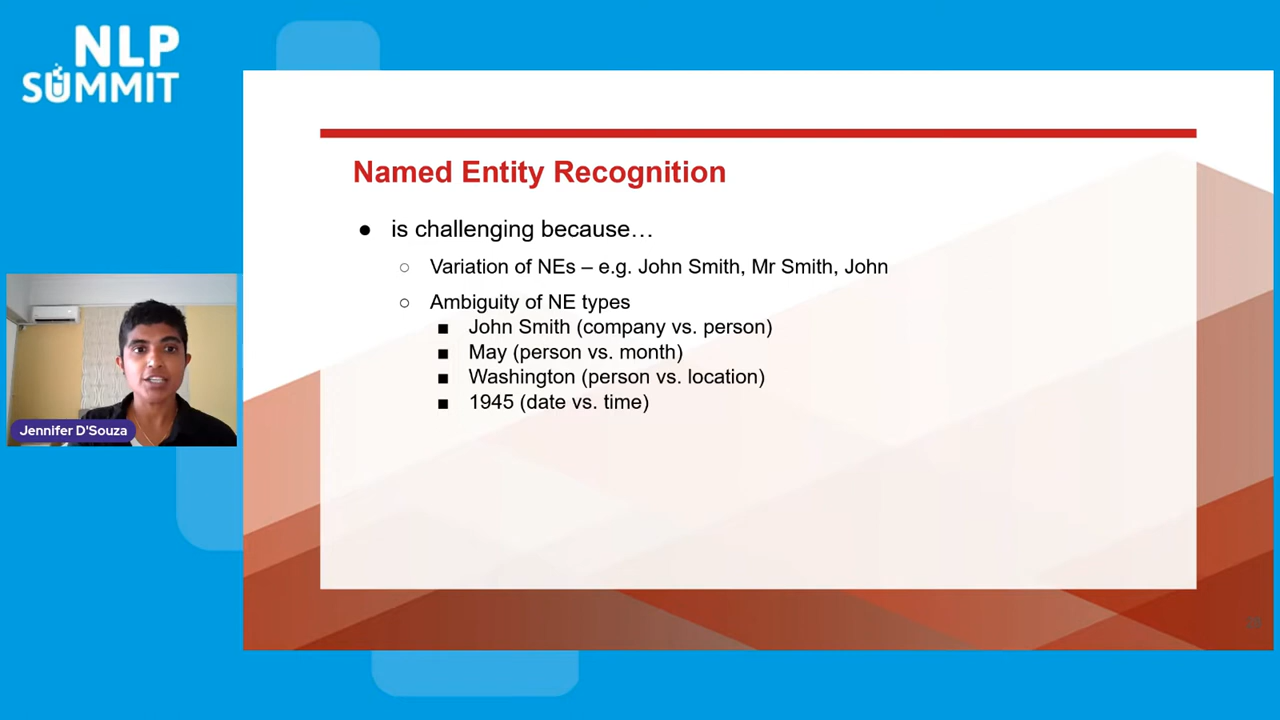 NLP
SUMMIT
Named Entity Recognition
● is challenging because…
○ Variation of NEs – e.g. John Smith, Mr Smith, John
○ Ambiguity of NE types
■ John Smith (company vs. person)
■ May (person vs. month)
■ Washington (person vs. location)
■ 1945 (date vs. time)
Jennifer D'Souza